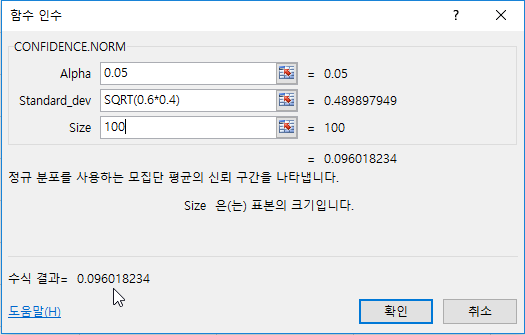 함수 인수
? ×
CONFIDENCE.NORM
Alpha 0.05 = 0.05
Standard_dev SQRT(0.6*0.4) = 0.489897949
Size 100 = 100
= 0.096018234
정규 분포를 사용하는 모집단 평균의 신뢰 구간을 나타냅니다.
Size 은(는) 표본의 크기입니다.
수식 결과= 0.096018234
도움말(H) 확인 취소